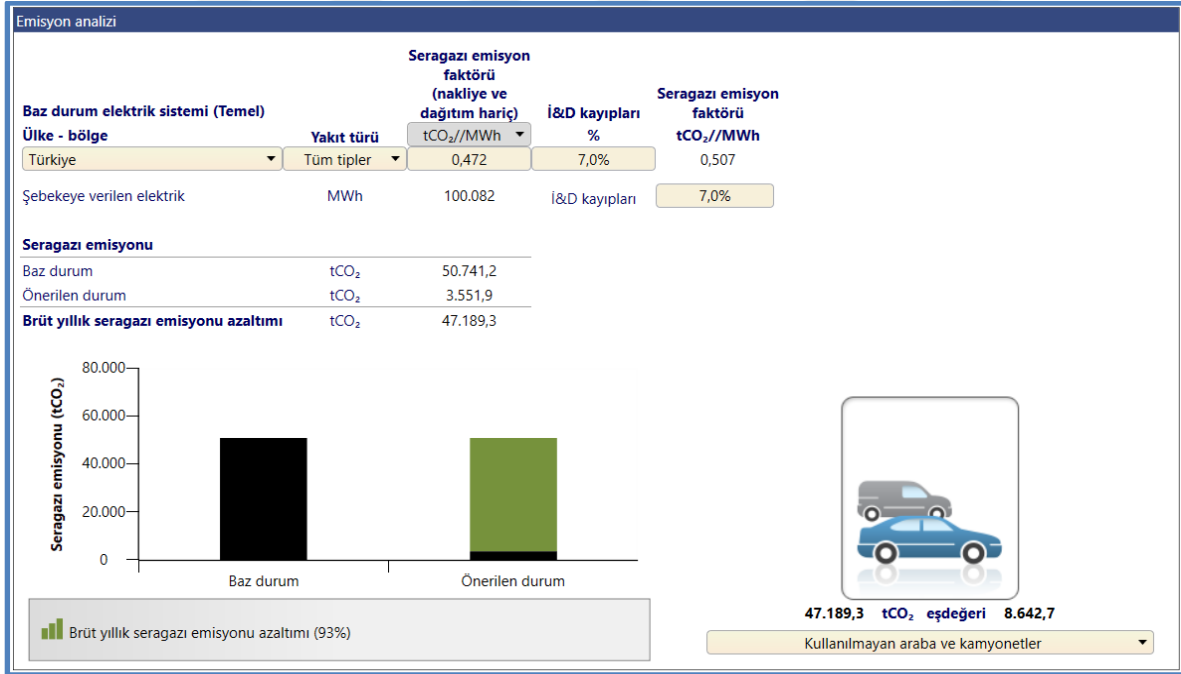 Emisyon analizi
Seragazı emisyon
faktörü
(nakliye ve
dağıtım hariç)
Seragazı emisyon
faktörü
Baz durum elektrik sistemi (Temel)
İ&D kayıpları
Ülke - bölge Yakıt türü tCO₂//MWh % tCO₂//MWh
Türkiye Tüm tipler 0,472 7,0% 0,507
Şebekeye verilen elektrik MWh 100.082 İ&D kayıpları 7,0%
Seragazı emisyonu
Baz durum tCO₂ 50.741,2
Önerilen durum tCO₂ 3.551,9
Brüt yıllık seragazı emisyonu azaltımı tCO₂ 47.189,3
Seragazı emisyonu (tCO₂)
80.000
60.000
40.000
20.000
0
Baz durum Önerilen durum
Brüt yıllık seragazı emisyonu azaltımı (93%)
47.189,3 tCO₂ eşdeğeri 8.642,7
Kullanılmayan araba ve kamyonetler